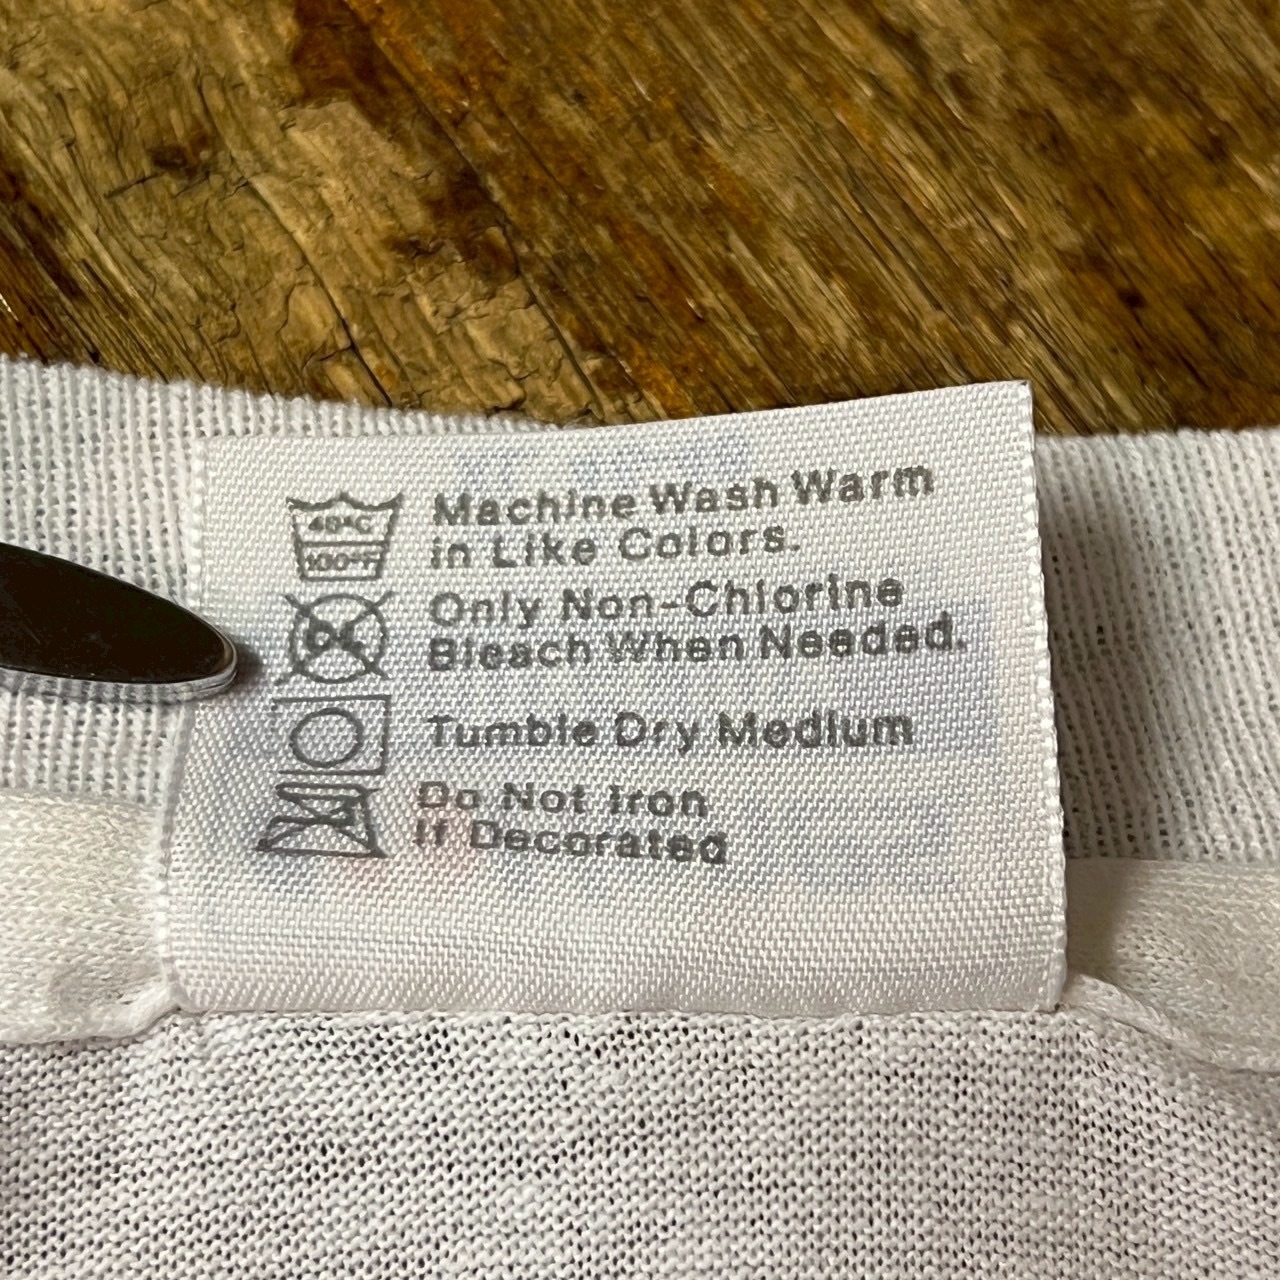 40°C
100°F
Machine Wash Warm
in Like Colors.
CL
Only Non-Chlorine
Bleach When Needed.
Tumble Dry Medium
Do Not Iron
If Decorated